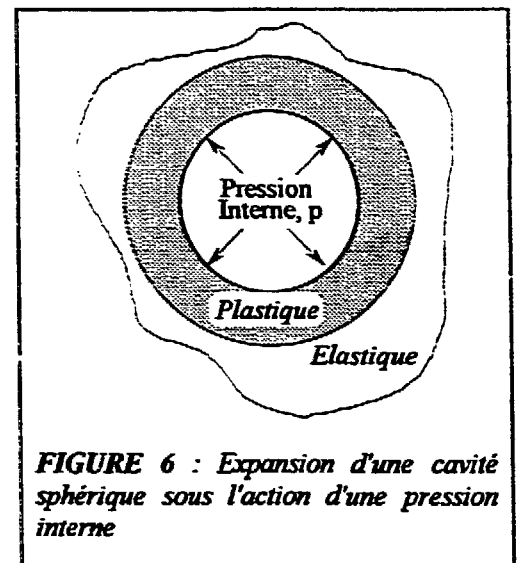 Pression
Interne, p
Plastique
Elastique
FIGURE 6 : Expansion d'une cavité
sphérique sous l'action d'une pression
interne